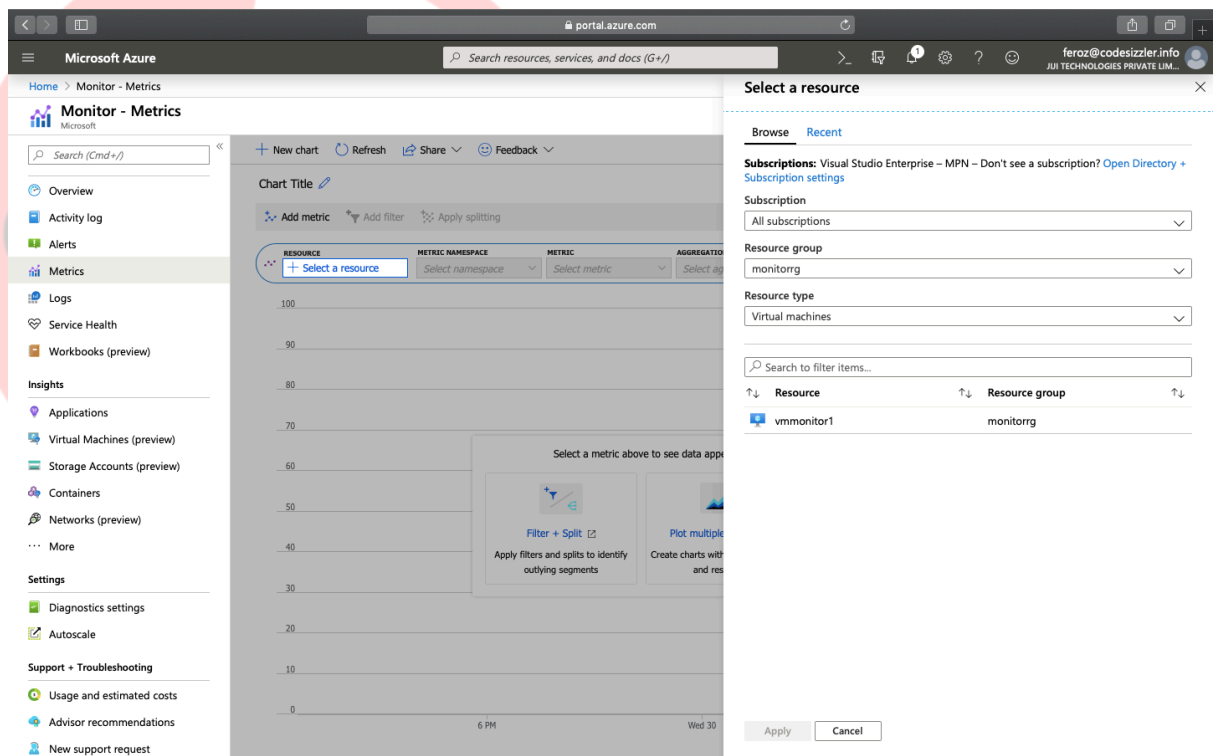 portal.azure.com
Microsoft Azure
Search resources, services, and docs (G+/)
1
feroz@codesizzler.info
JIJI TECHNOLOGIES PRIVATE LIM...
Home > Monitor - Metrics
Monitor - Metrics
Microsoft
Search (Cmd+/)
Overview
Activity log
Alerts
Metrics
Logs
Service Health
Workbooks (preview)
Insights
Applications
Virtual Machines (preview)
Storage Accounts (preview)
Containers
Networks (preview)
More
Settings
Diagnostics settings
Autoscale
Support + Troubleshooting
Usage and estimated costs
Advisor recommendations
New support request
New chart Refresh Share Feedback
Chart Title
Add metric Add filter Apply splitting
RESOURCE METRIC NAMESPACE METRIC AGGREGATIO
+ Select a resource Select namespace Select metric Select ag
100
90
80
70
60
50
40
30
20
10
0
6 PM Wed 30
Select a metric above to see data appe
Filter + Split
Apply filters and splits to identify
outlying segments
Plot multiple
Create charts with
and res
Select a resource
Browse Recent
Subscriptions: Visual Studio Enterprise – MPN – Don't see a subscription? Open Directory +
Subscription settings
Subscription
All subscriptions
Resource group
monitorrg
Resource type
Virtual machines
Search to filter items...
Resource Resource group
vmmonitor1 monitorrg
Apply Cancel